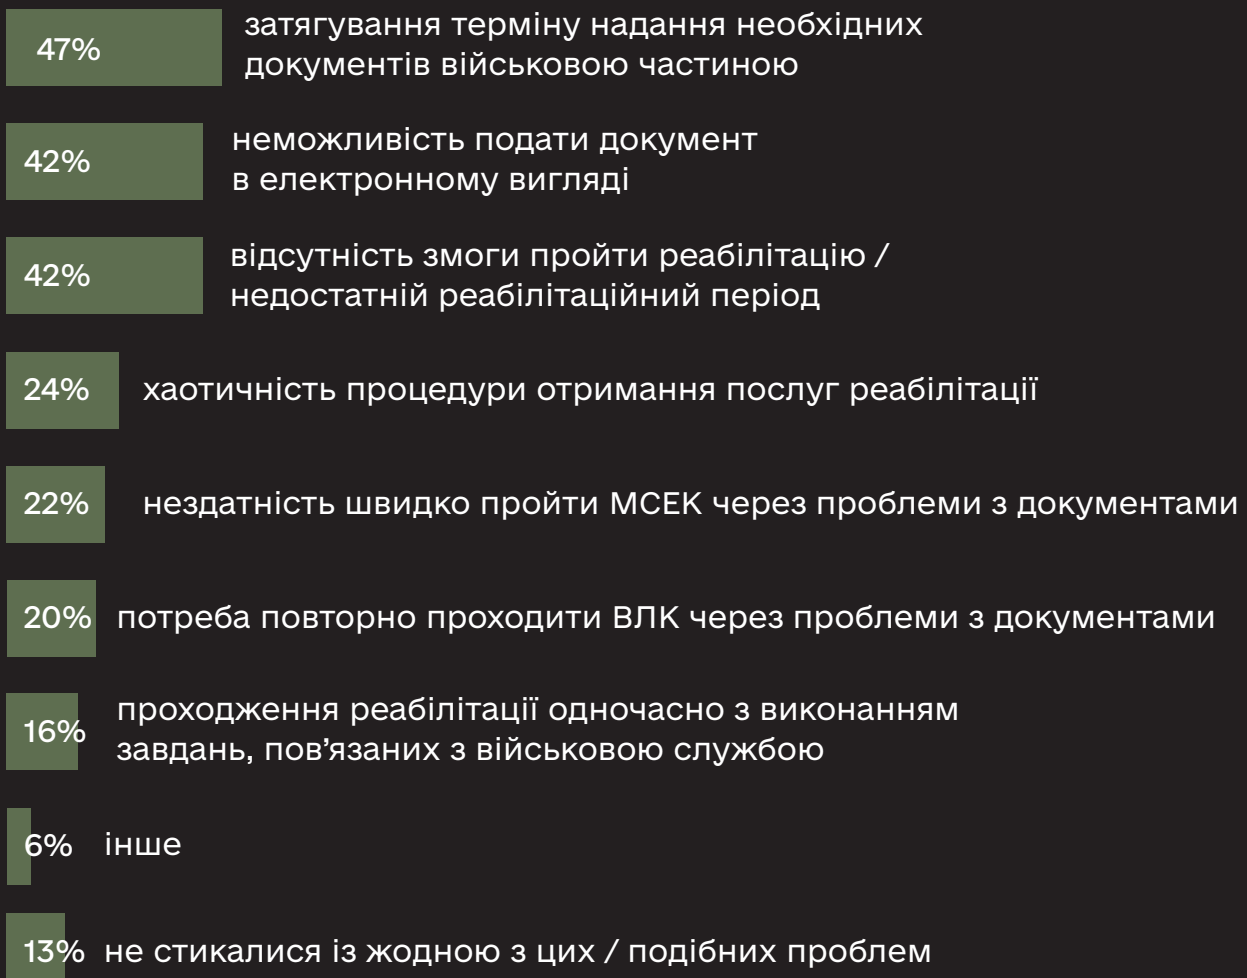 47%
затягування терміну надання необхідних
документів військовою частиною
42%
неможливість подати документ
в електронному вигляді
42%
відсутність змоги пройти реабілітацію /
недостатній реабілітаційний період
24%
хаотичність процедури отримання послуг реабілітації
22%
нездатність швидко пройти МСЕК через проблеми з документами
20%
потреба повторно проходити ВЛК через проблеми з документами
16%
проходження реабілітації одночасно з виконанням
завдань, пов’язаних з військовою службою
6%
інше
13%
не стикалися із жодною з цих / подібних проблем